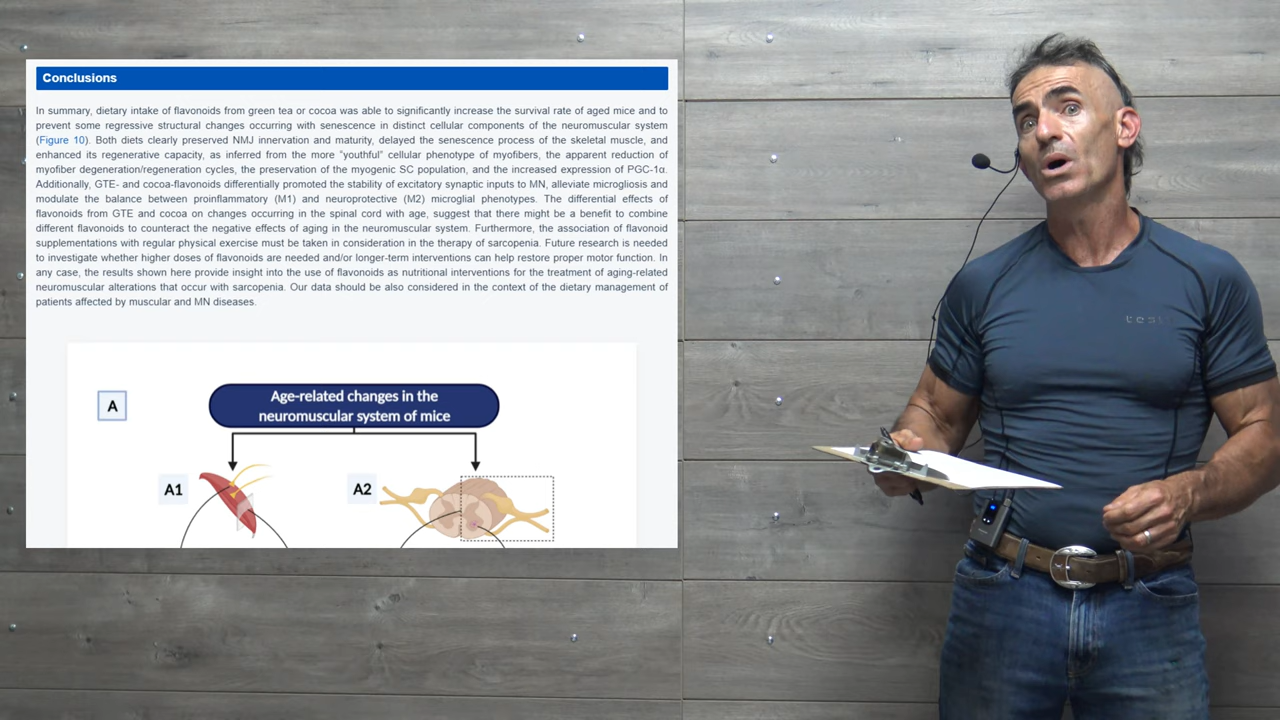 Conclusions
In summary, dietary intake of flavonoids from green tea or cocoa was able to significantly increase the survival rate of aged mice and to
prevent some regressive structural changes occurring with senescence in distinct cellular components of the neuromuscular system
(Figure 10). Both diets clearly preserved NMJ innervation and maturity, delayed the senescence process of the skeletal muscle, and
enhanced its regenerative capacity, as inferred from the more “youthful” cellular phenotype of myofibers, the apparent reduction of
myofiber degeneration/regeneration cycles, the preservation of the myogenic SC population, and the increased expression of PGC-1α.
Additionally, GTE- and cocoa-flavonoids differentially promoted the stability of excitatory synaptic inputs to MN, alleviate microgliosis and
modulate the balance between proinflammatory (M1) and neuroprotective (M2) microglial phenotypes. The differential effects of
flavonoids from GTE and cocoa on changes occurring in the spinal cord with age, suggest that there might be a benefit to combine
different flavonoids to counteract the negative effects of aging in the neuromuscular system. Furthermore, the association of flavonoid
supplementations with regular physical exercise must be taken in consideration in the therapy of sarcopenia. Future research is needed
to investigate whether higher doses of flavonoids are needed and/or longer-term interventions can help restore proper motor function. In
any case, the results shown here provide insight into the use of flavonoids as nutritional interventions for the treatment of aging-related
neuromuscular alterations that occur with sarcopenia. Our data should be also considered in the context of the dietary management of
patients affected by muscular and MN diseases.
A
Age-related changes in the
neuromuscular system of mice
A1
A2